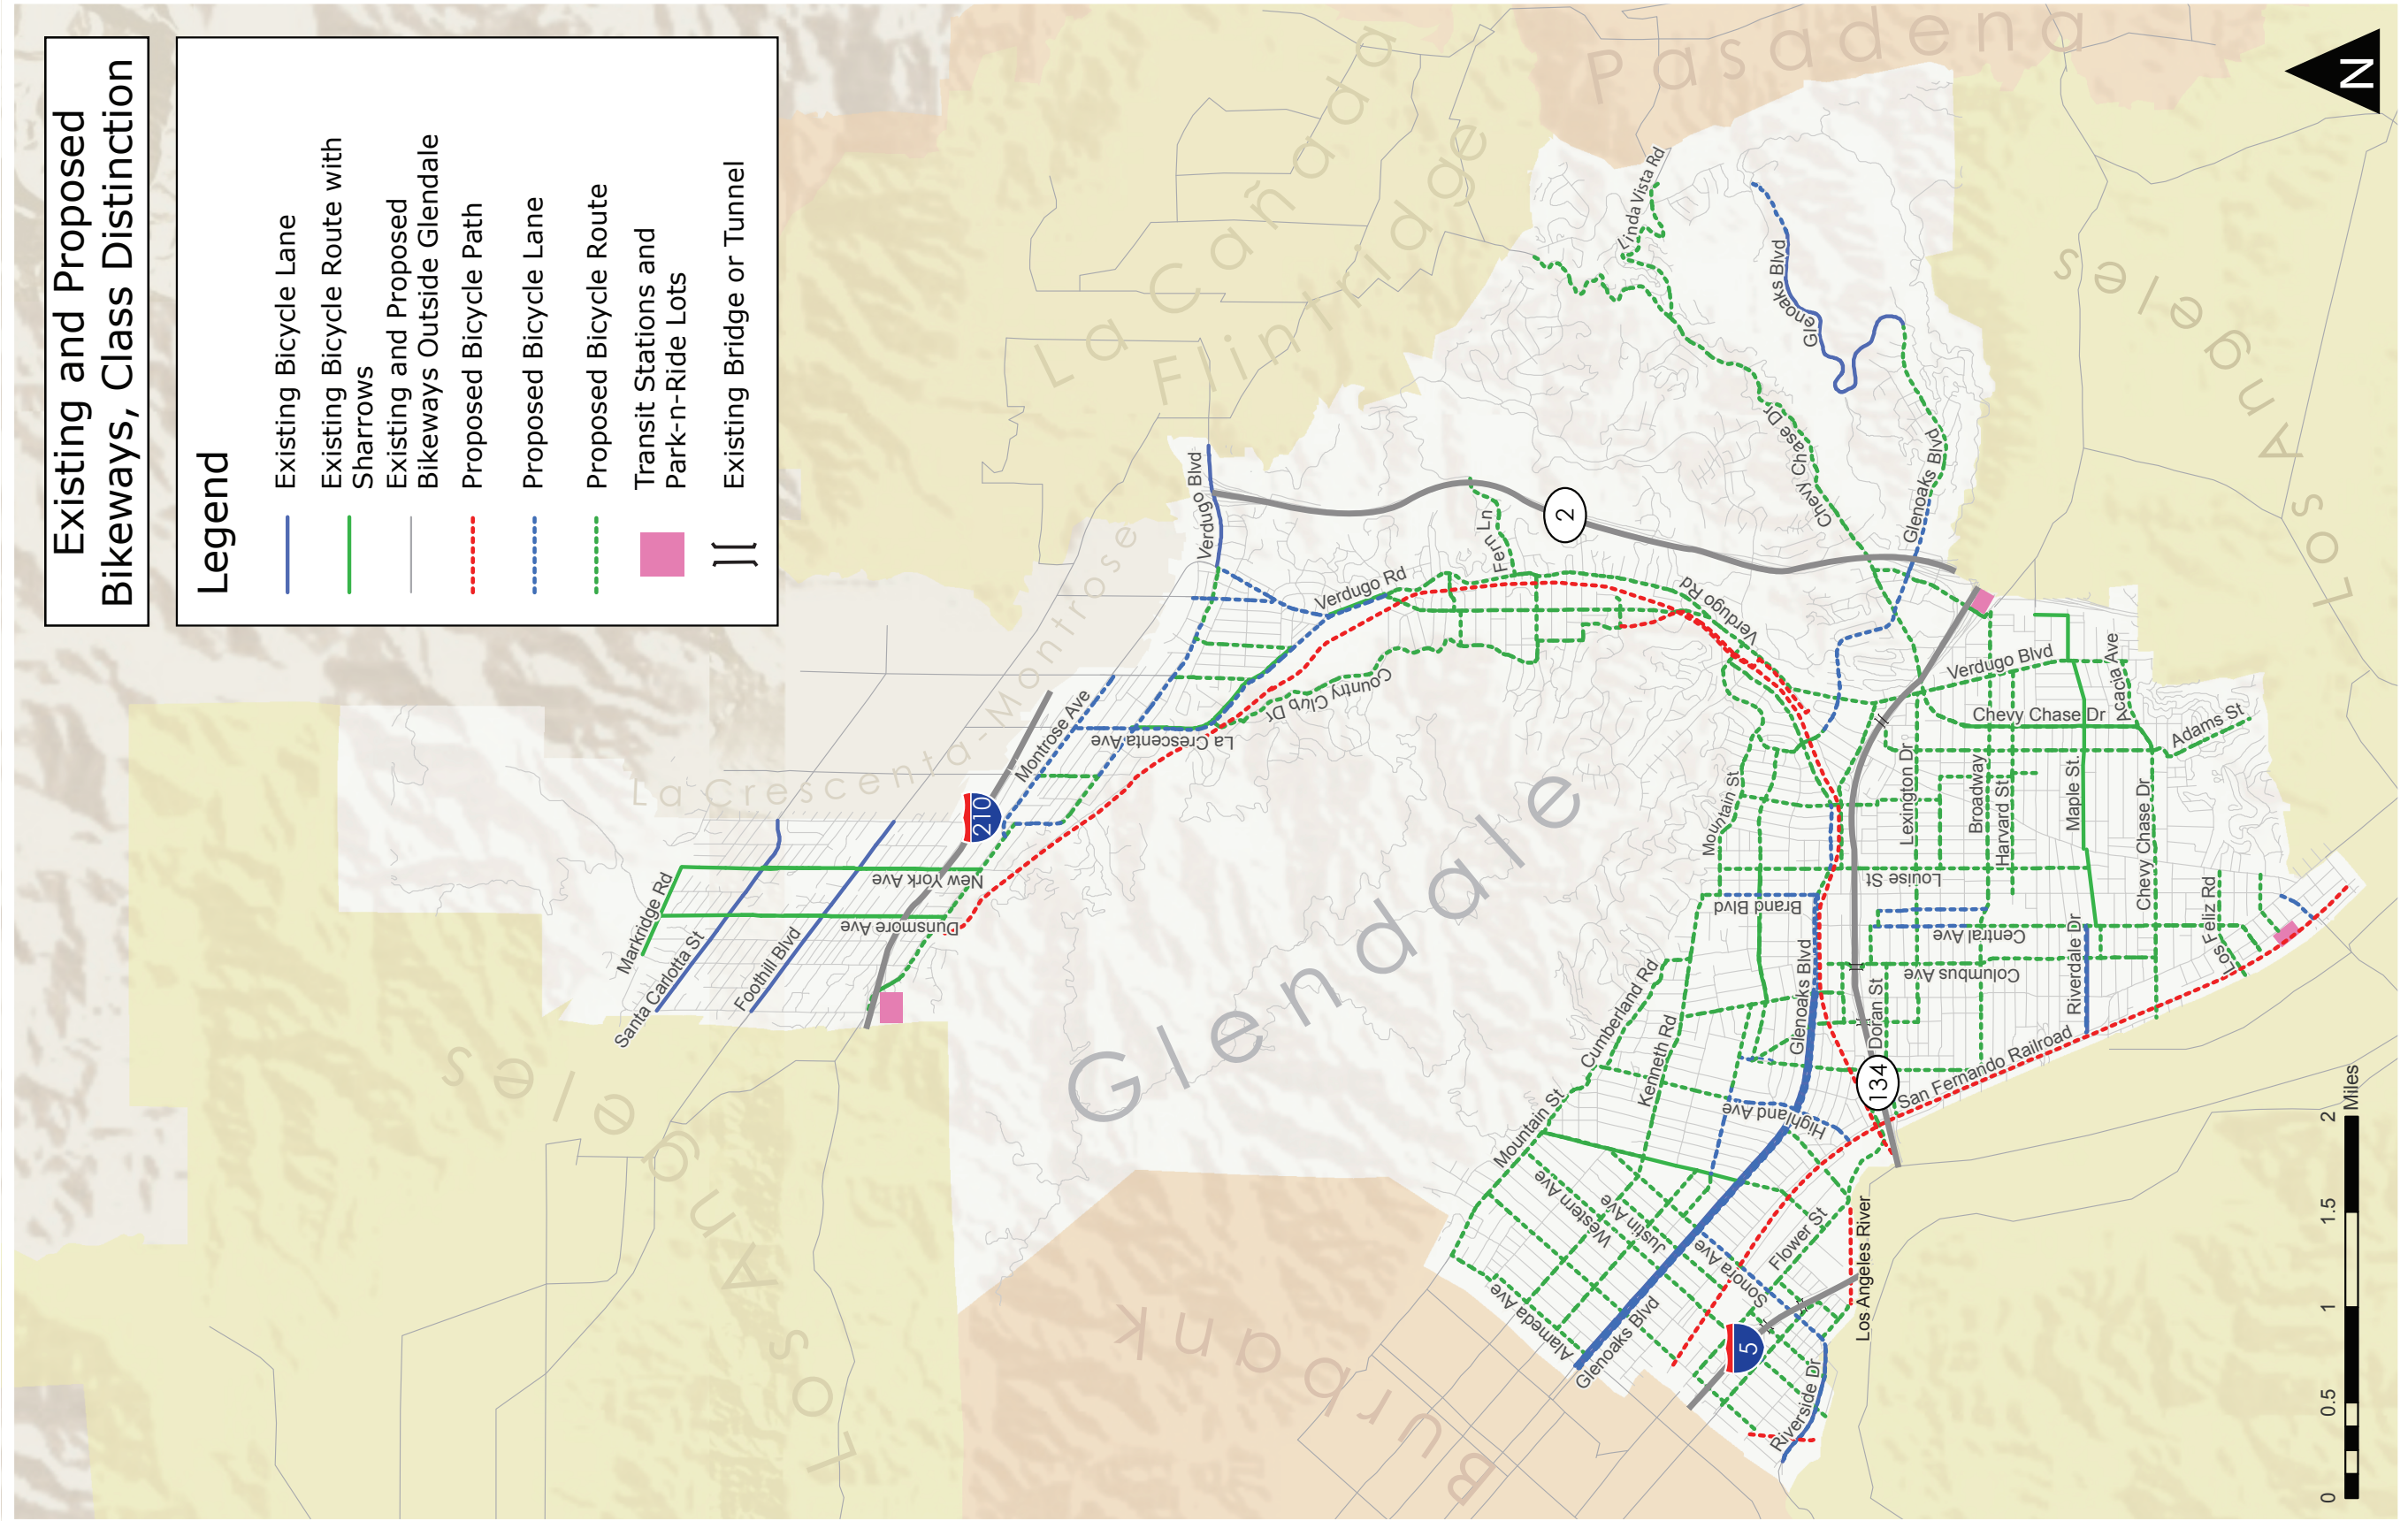 Existing and Proposed
Bikeways, Class Distinction
Legend
Existing Bicycle Lane
Existing Bicycle Route with
Sharrows
Existing and Proposed
Bikeways Outside Glendale
Proposed Bicycle Path
Proposed Bicycle Lane
Proposed Bicycle Route
Transit Stations and
Park-n-Ride Lots
Existing Bridge or Tunnel
N
Pasadena
La Cañada
Flintridge
Los Angeles
La Crescenta-Montrose
Glendale
Los Angeles
Burbank
Linda Vista Rd
Glenoaks Blvd
Chevy Chase Dr
Glenoaks Blvd
Verdugo Blvd
Fern Ln
2
Verdugo Rd
Verdugo Rd
Country Club Dr
La Crescenta Ave
Montrose Ave
210
New York Ave
Dunsmore Ave
Markridge Rd
Santa Carlotta St
Foothill Blvd
Verdugo Blvd
Acacia Ave
Chevy Chase Dr
Adams St
Mountain St
Lexington Dr
Broadway
Harvard St
Maple St
Chevy Chase Dr
Louise St
Brand Blvd
Central Ave
Columbus Ave
Riverdale Dr
Los Feliz Rd
Glenoaks Blvd
Doran St
134
San Fernando Railroad
Cumberland Rd
Kenneth Rd
Highland Ave
Mountain St
Western Ave
Justin Ave
Sonora Ave
Flower St
Alameda Ave
Glenoaks Blvd
5
Riverside Dr
Los Angeles River
0 0.5 1 1.5 2
Miles